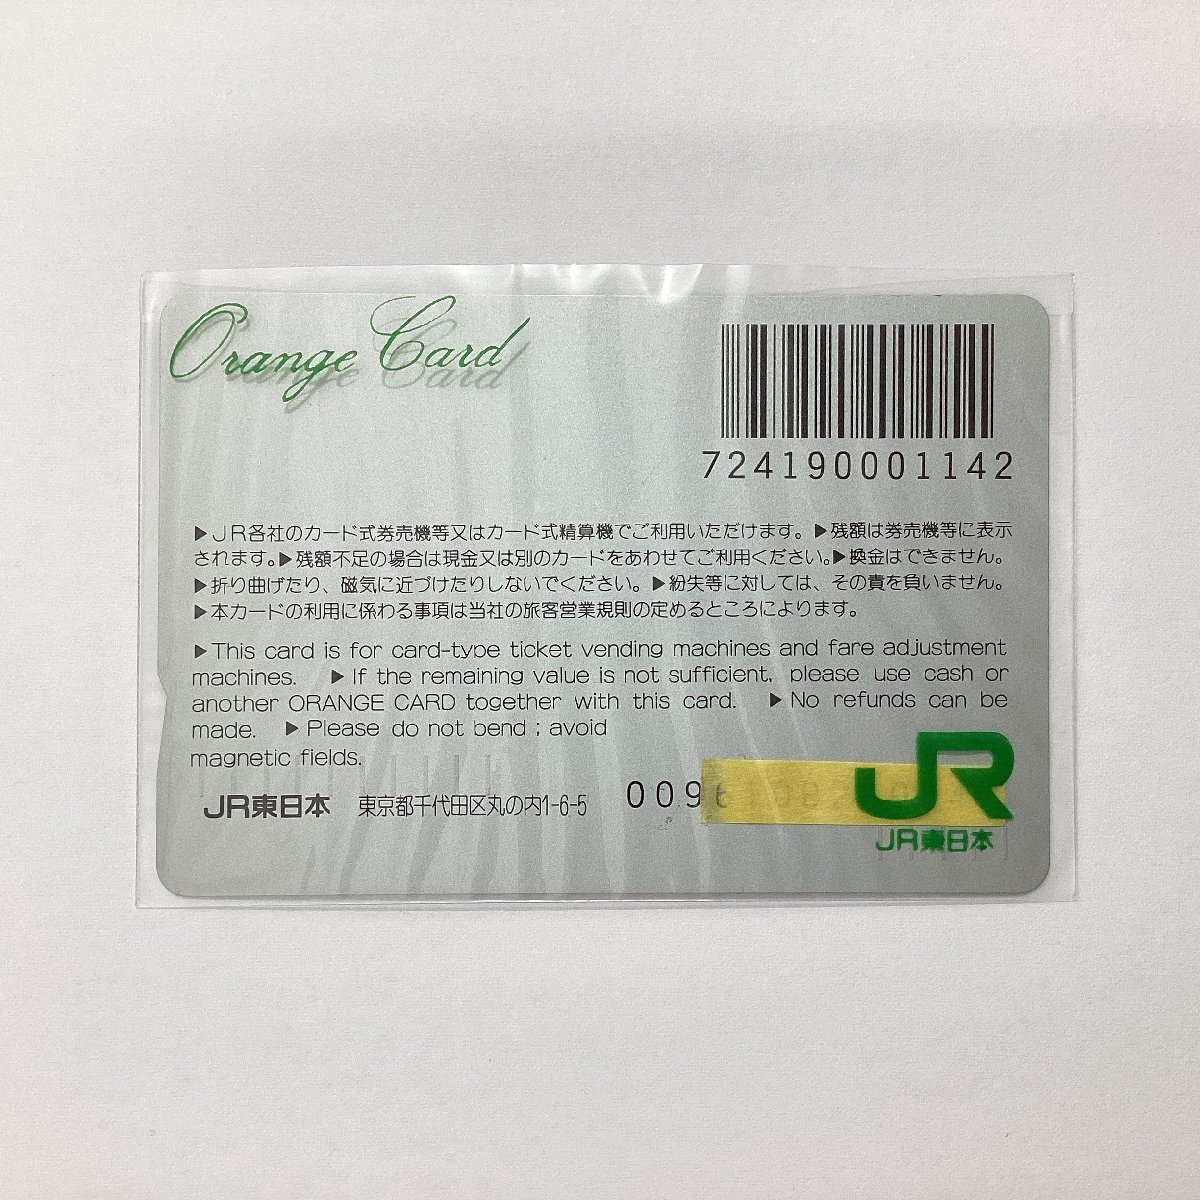 Orange Card
724190001142
▶JR各社のカード式券売機等又はカード式精算機でご利用いただけます。▶残額は券売機等に表示
されます。▶残額不足の場合は現金又は別のカードをあわせてご利用ください。▶換金はできません。
▶折り曲げたり、磁気に近づけたりしないでください。▶紛失等に対しては、その責を負いません。
▶本カードの利用に係わる事項は当社の旅客営業規則の定めるところによります。
▶This card is for card-type ticket vending machines and fare adjustment
machines. ▶If the remaining value is not sufficient, please use cash or
another ORANGE CARD together with this card. ▶No refunds can be
made. ▶Please do not bend ; avoid
magnetic fields.
JR東日本 東京都千代田区丸の内1-6-5 009
JR
JR東日本